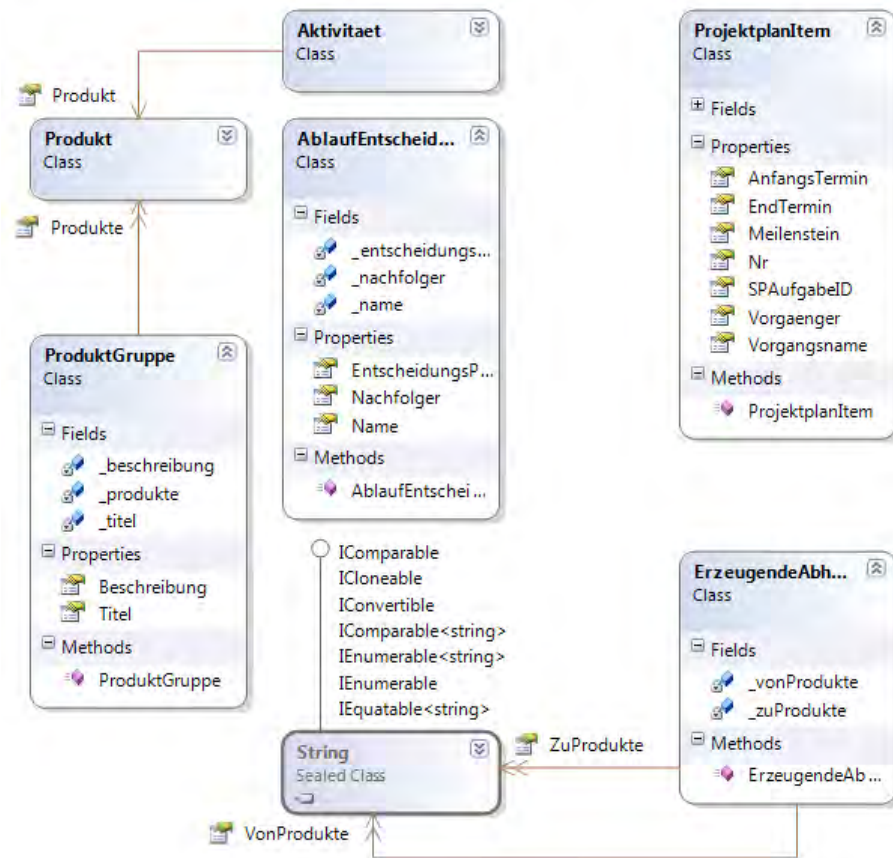 Aktivitaet
Class
Produkt
Produkt
Class
Produkte
ProduktGruppe
Class
Fields
_beschreibung
_produkte
_titel
Properties
Beschreibung
Titel
Methods
ProduktGruppe
AblaufEntscheid...
Class
Fields
_entscheidungs...
_nachfolger
_name
Properties
EntscheidungsP...
Nachfolger
Name
Methods
AblaufEntschei...
IComparable
ICloneable
IConvertible
IComparable<string>
IEnumerable<string>
IEnumerable
IEquatable<string>
String
Sealed Class
VonProdukte
ZuProdukte
ProjektplanItem
Class
Fields
Properties
AnfangsTermin
EndTermin
Meilenstein
Nr
SPAufgabeID
Vorgaenger
Vorgangsname
Methods
ProjektplanItem
ErzeugendeAbh...
Class
Fields
_vonProdukte
_zuProdukte
Methods
ErzeugendeAb...